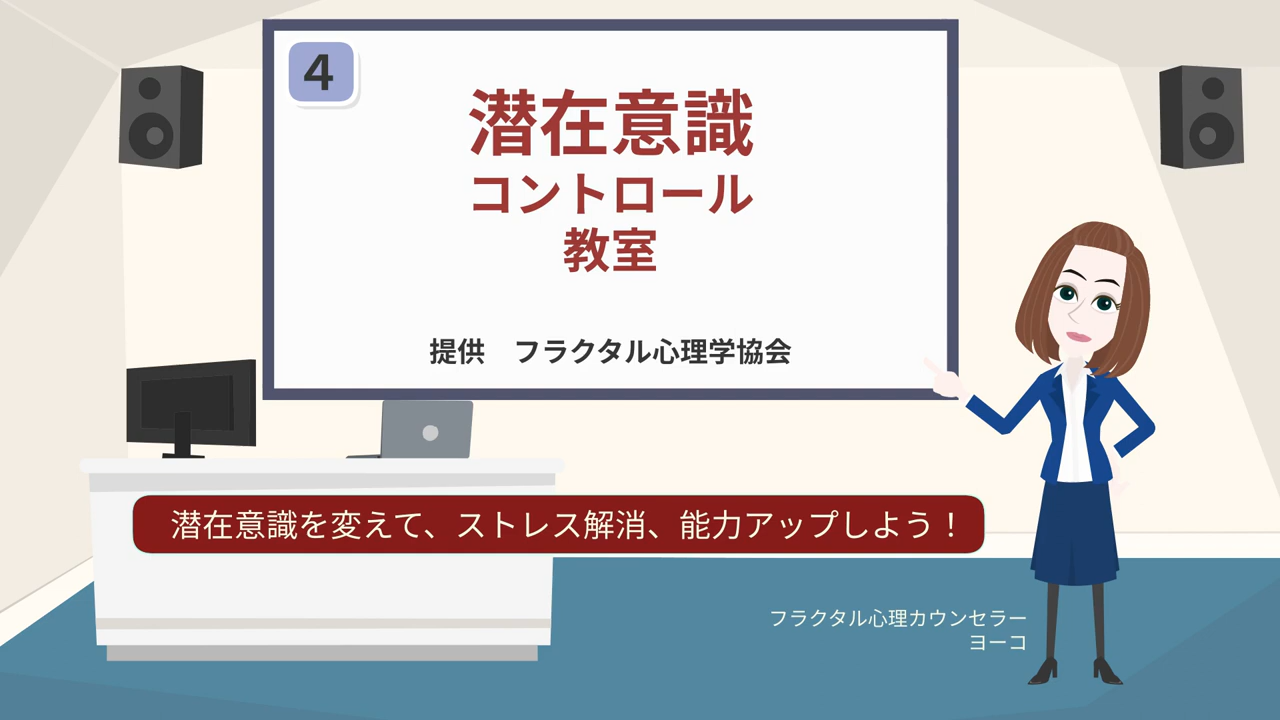 4
潜在意識
コントロール
教室
提供　フラクタル心理学協会
潜在意識を変えて、ストレス解消、能力アップしよう！
フラクタル心理カウンセラー
ヨーコ